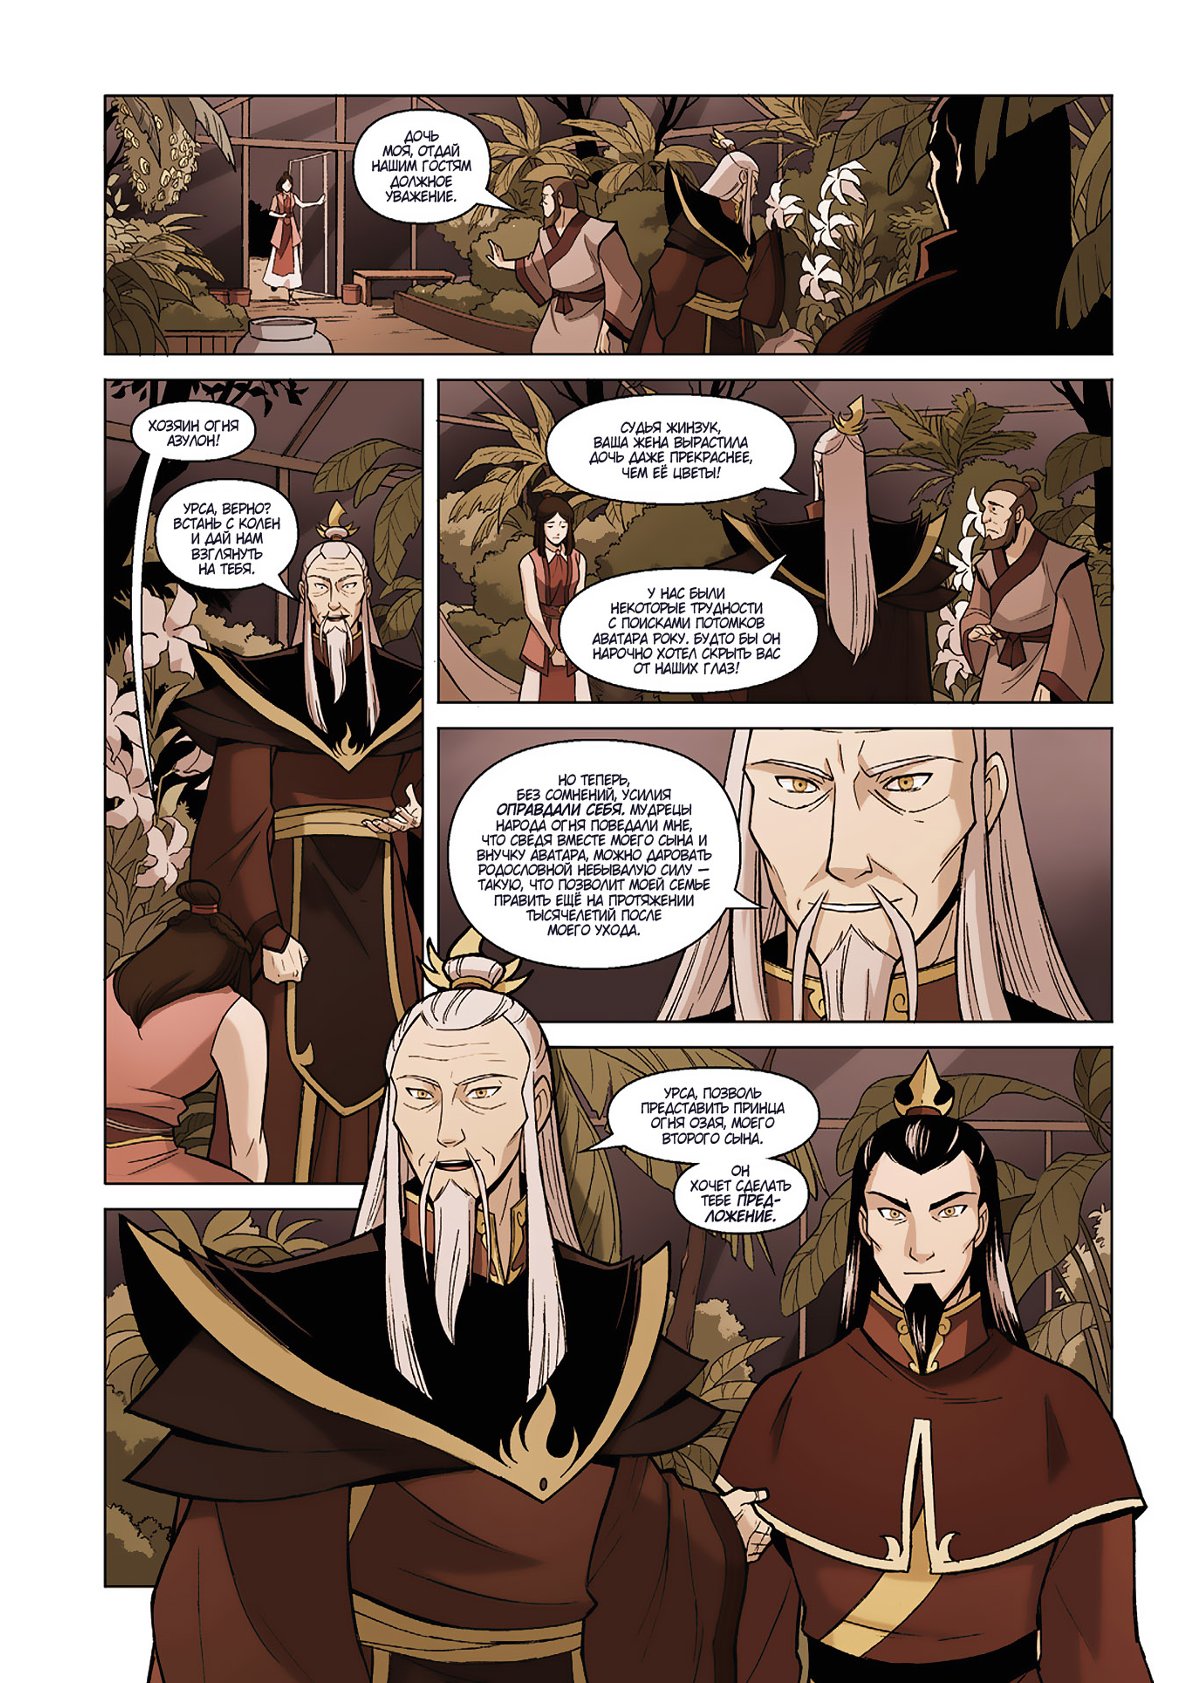 ДОЧЬ
МОЯ, ОТДАЙ
НАШИМ ГОСТЯМ
ДОЛЖНОЕ
УВАЖЕНИЕ.
ХОЗЯИН ОГНЯ
АЗУЛОН!
УРСА, ВЕРНО?
ВСТАНЬ С КОЛЕН
И ДАЙ НАМ
ВЗГЛЯНУТЬ
НА ТЕБЯ.
СУДЬЯ ЖИНЗУК,
ВАША ЖЕНА ВЫРАСТИЛА
ДОЧЬ ДАЖЕ ПРЕКРАСНЕЕ,
ЧЕМ ЕЁ ЦВЕТЫ!
У НАС БЫЛИ
НЕКОТОРЫЕ ТРУДНОСТИ
С ПОИСКАМИ ПОТОМКОВ
АВАТАРА РОКУ. БУДТО БЫ ОН
НАРОЧНО ХОТЕЛ СКРЫТЬ ВАС
ОТ НАШИХ ГЛАЗ!
НО ТЕПЕРЬ,
БЕЗ СОМНЕНИЙ, УСИЛИЯ
ОПРАВДАЛИ СЕБЯ. МУДРЕЦЫ
НАРОДА ОГНЯ ПОВЕДАЛИ МНЕ,
ЧТО СВЕДЯ ВМЕСТЕ МОЕГО СЫНА И
ВНУЧКУ АВАТАРА, МОЖНО ДАРОВАТЬ
РОДОСЛОВНОЙ НЕБЫВАЛУЮ СИЛУ —
ТАКУЮ, ЧТО ПОЗВОЛИТ МОЕЙ СЕМЬЕ
ПРАВИТЬ ЕЩЁ НА ПРОТЯЖЕНИИ
ТЫСЯЧЕЛЕТИЙ ПОСЛЕ
МОЕГО УХОДА.
УРСА, ПОЗВОЛЬ
ПРЕДСТАВИТЬ ПРИНЦА
ОГНЯ ОЗАЯ, МОЕГО
ВТОРОГО СЫНА.
ОН
ХОЧЕТ СДЕЛАТЬ
ТЕБЕ ПРЕД-
ЛОЖЕНИЕ.